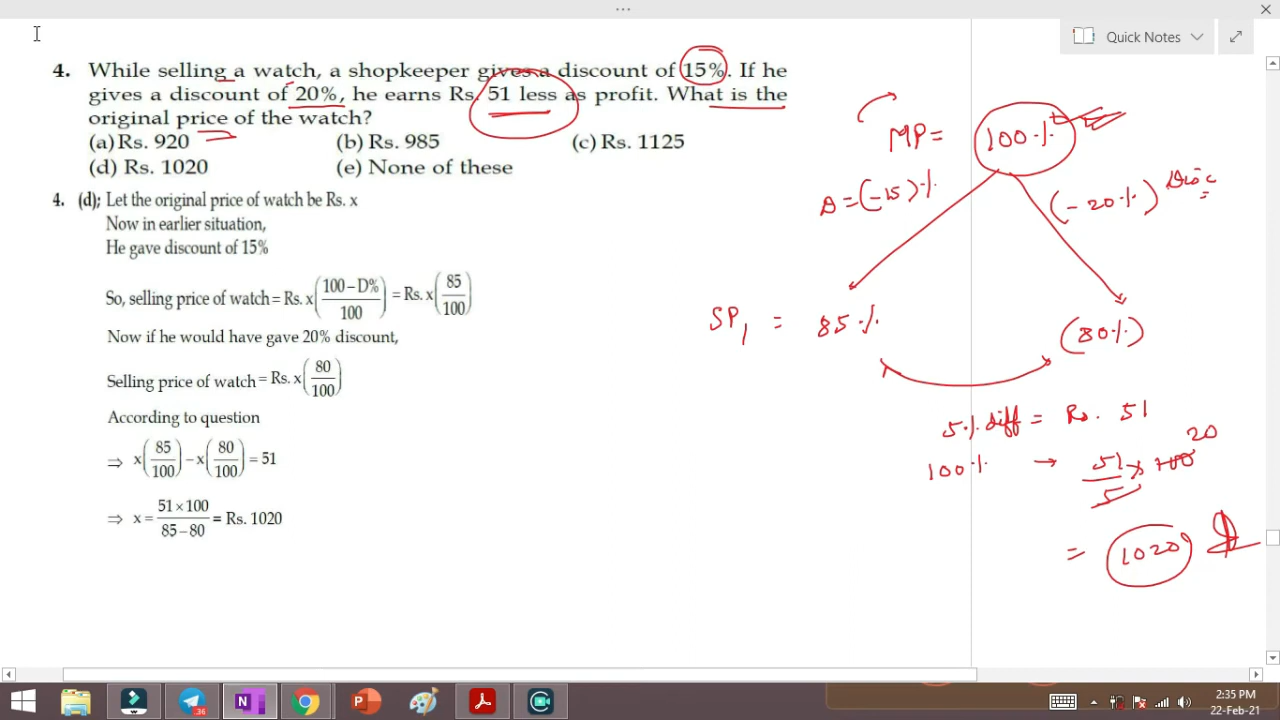 Quick Notes
4. While selling a watch, a shopkeeper gives a discount of 15%. If he
gives a discount of 20%, he earns Rs. 51 less as profit. What is the
original price of the watch?
(a) Rs. 920 (b) Rs. 985 (c) Rs. 1125
(d) Rs. 1020 (e) None of these
4. (d); Let the original price of watch be Rs. x
Now in earlier situation,
He gave discount of 15%
So, selling price of watch = Rs. x(100 – D%/100) = Rs. x(85/100)
Now if he would have gave 20% discount,
Selling price of watch = Rs. x(80/100)
According to question
⇒ x(85/100) – x(80/100) = 51
⇒ x = 51 × 100/85 – 80 = Rs. 1020
MP = 100%
D = (-15)%
(-20%) Disc
SP1 = 85%
(80%)
5% diff = Rs. 51
100% → 51/5 × 100 20
= 1020
36
2:35 PM
22-Feb-21